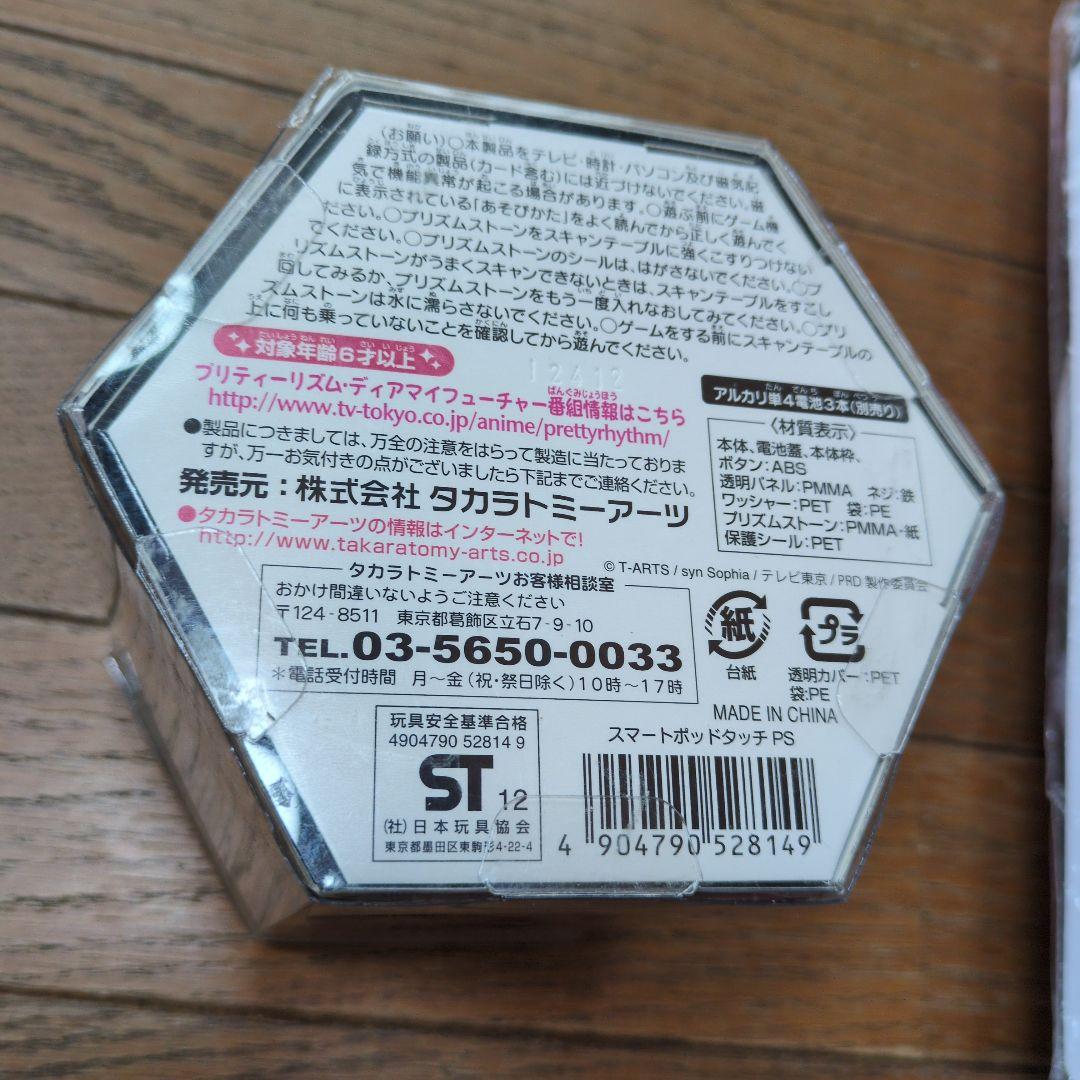 (お願い)○本製品をテレビ・時計・パソコン及び磁気記
録方式の製品(カード含む)には近づけないでください。磁
気で機能異常が起こる場合があります。○遊ぶ前にゲーム機
に表示されている「あそびかた」をよく読んでから正しく遊んでく
ださい。○プリズムストーンをスキャンテーブルに強くこすりつけない
でください。○プリズムストーンのシールは、はがさないでください。○プ
リズムストーンがうまくスキャンできないときは、スキャンテーブルをすこし
回してみるか、プリズムストーンをもう一度入れなおしてみてください。○プリ
ズムストーンは水に濡らさないでください。○ゲームをする前にスキャンテーブルの
上に何も乗っていないことを確認してから遊んでください。
対象年齢6才以上
12412
プリティーリズム・ディアマイフューチャー番組情報はこちら
http://www.tv-tokyo.co.jp/anime/prettyrhythm/
●製品につきましては、万全の注意をはらって製造に当たっておりま
すが、万一お気付きの点がございましたら下記までご連絡ください。
発売元:株式会社 タカラトミーアーツ
●タカラトミーアーツの情報はインターネットで!
http://www.takaratomy-arts.co.jp
アルカリ単4電池3本(別売り)
〈材質表示〉
本体、電池蓋、本体枠、
ボタン:ABS
透明パネル:PMMA ネジ:鉄
ワッシャー:PET 袋:PE
プリズムストーン:PMMA・紙
保護シール:PET
© T-ARTS / syn Sophia / テレビ東京 / PRD 製作委員会
タカラトミーアーツお客様相談室
おかけ間違いないようご注意ください
〒124-8511 東京都葛飾区立石7-9-10
TEL.03-5650-0033
*電話受付時間 月〜金(祝・祭日除く)10時〜17時
紙
台紙
プラ
透明カバー:PET
袋:PE
MADE IN CHINA
スマートポッドタッチ PS
玩具安全基準合格
4904790 52814 9
ST 12
(社)日本玩具協会
東京都墨田区東駒形4-22-4
4 904790 528149